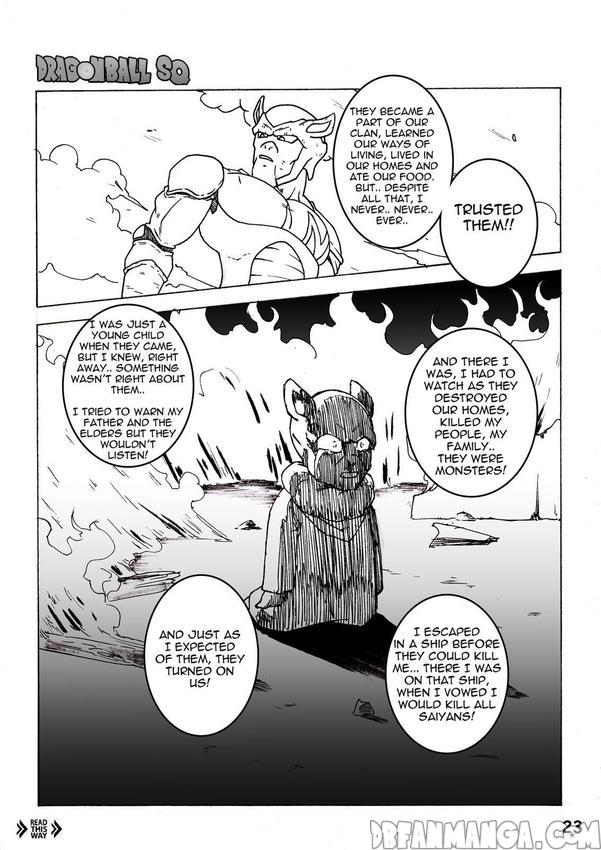 DRAGONBALL SQ
THEY BECAME A
PART OF OUR
CLAN, LEARNED
OUR WAYS OF
LIVING, LIVED IN
OUR HOMES AND
ATE OUR FOOD.
BUT.. DESPITE
ALL THAT, I
NEVER.. NEVER..
EVER..
TRUSTED
THEM!!
I WAS JUST A
YOUNG CHILD
WHEN THEY CAME,
BUT I KNEW, RIGHT
AWAY.. SOMETHING
WASN'T RIGHT ABOUT
THEM..
I TRIED TO WARN MY
FATHER AND THE
ELDERS BUT THEY
WOULDN'T
LISTEN!
AND JUST AS
I EXPECTED
OF THEM, THEY
TURNED ON
US!
AND THERE I
WAS, I HAD TO
WATCH AS THEY
DESTROYED
OUR HOMES,
KILLED MY
PEOPLE, MY
FAMILY..
THEY WERE
MONSTERS!
I ESCAPED
IN A SHIP BEFORE
THEY COULD KILL
ME... THERE I WAS
ON THAT SHIP,
WHEN I VOWED I
WOULD KILL ALL
SAIYANS!
READ
THIS
WAY
23
DBFANMANGA.COM